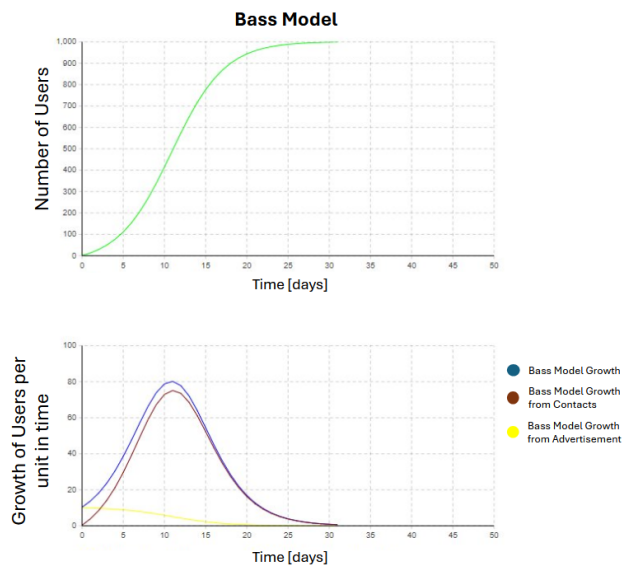 Bass Model
1,000
900
800
700
600
500
400
300
200
100
0
Number of Users
0 5 10 15 20 25 30 35 40 45 50
Time [days]
100
80
60
40
20
0
Growth of Users per
unit in time
0 5 10 15 20 25 30 35 40 45 50
Time [days]
Bass Model Growth
Bass Model Growth
from Contacts
Bass Model Growth
from Advertisement